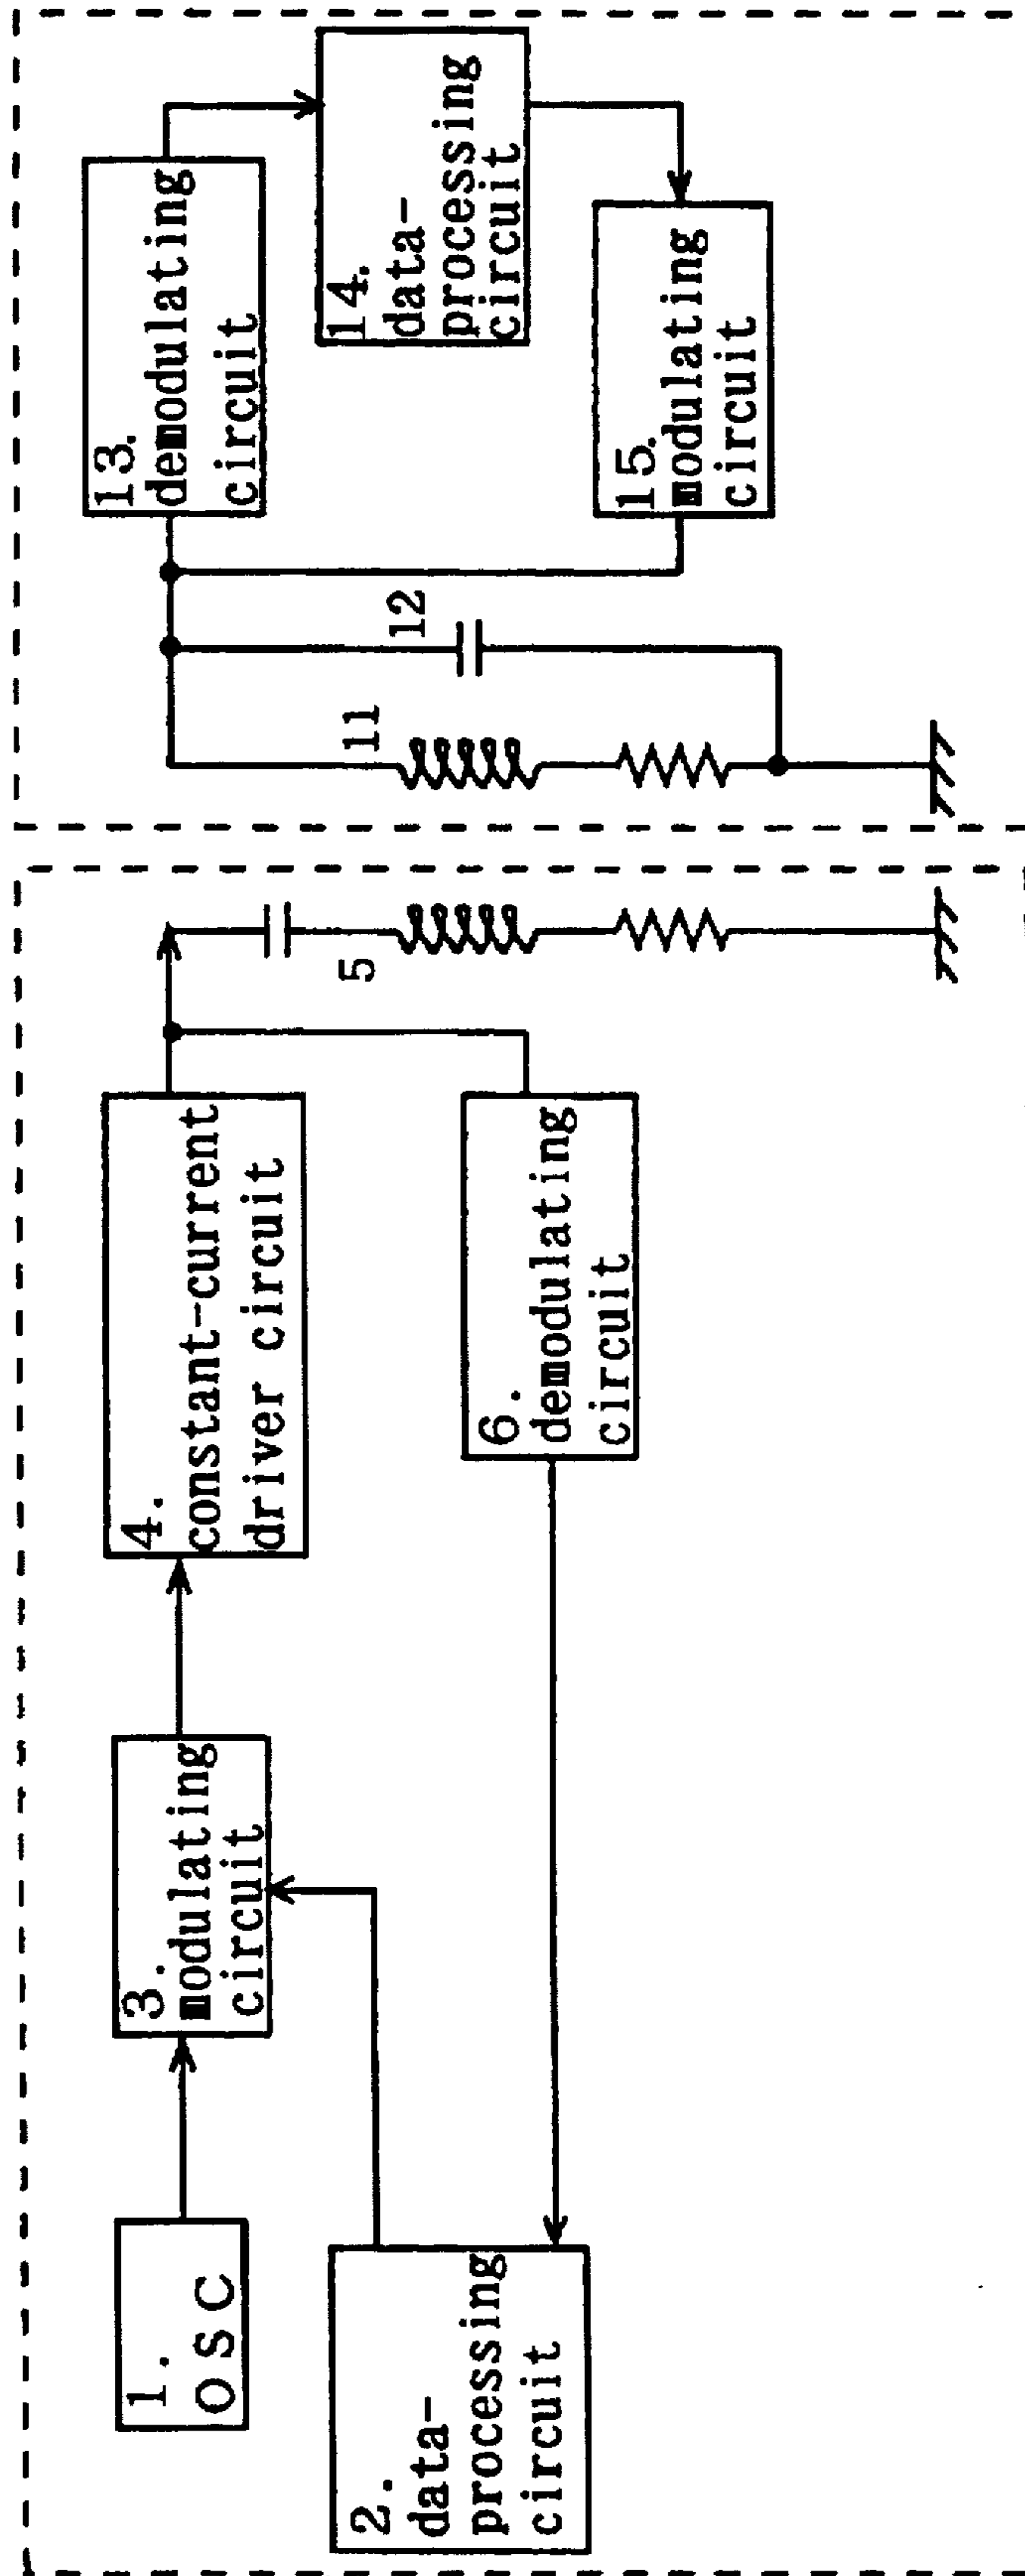 1.
OSC
2.
data-
processing
circuit
3.
modulating
circuit
4.
constant-current
driver circuit
5
6.
demodulating
circuit
11
12
13.
demodulating
circuit
14.
data-
processing
circuit
15.
modulating
circuit